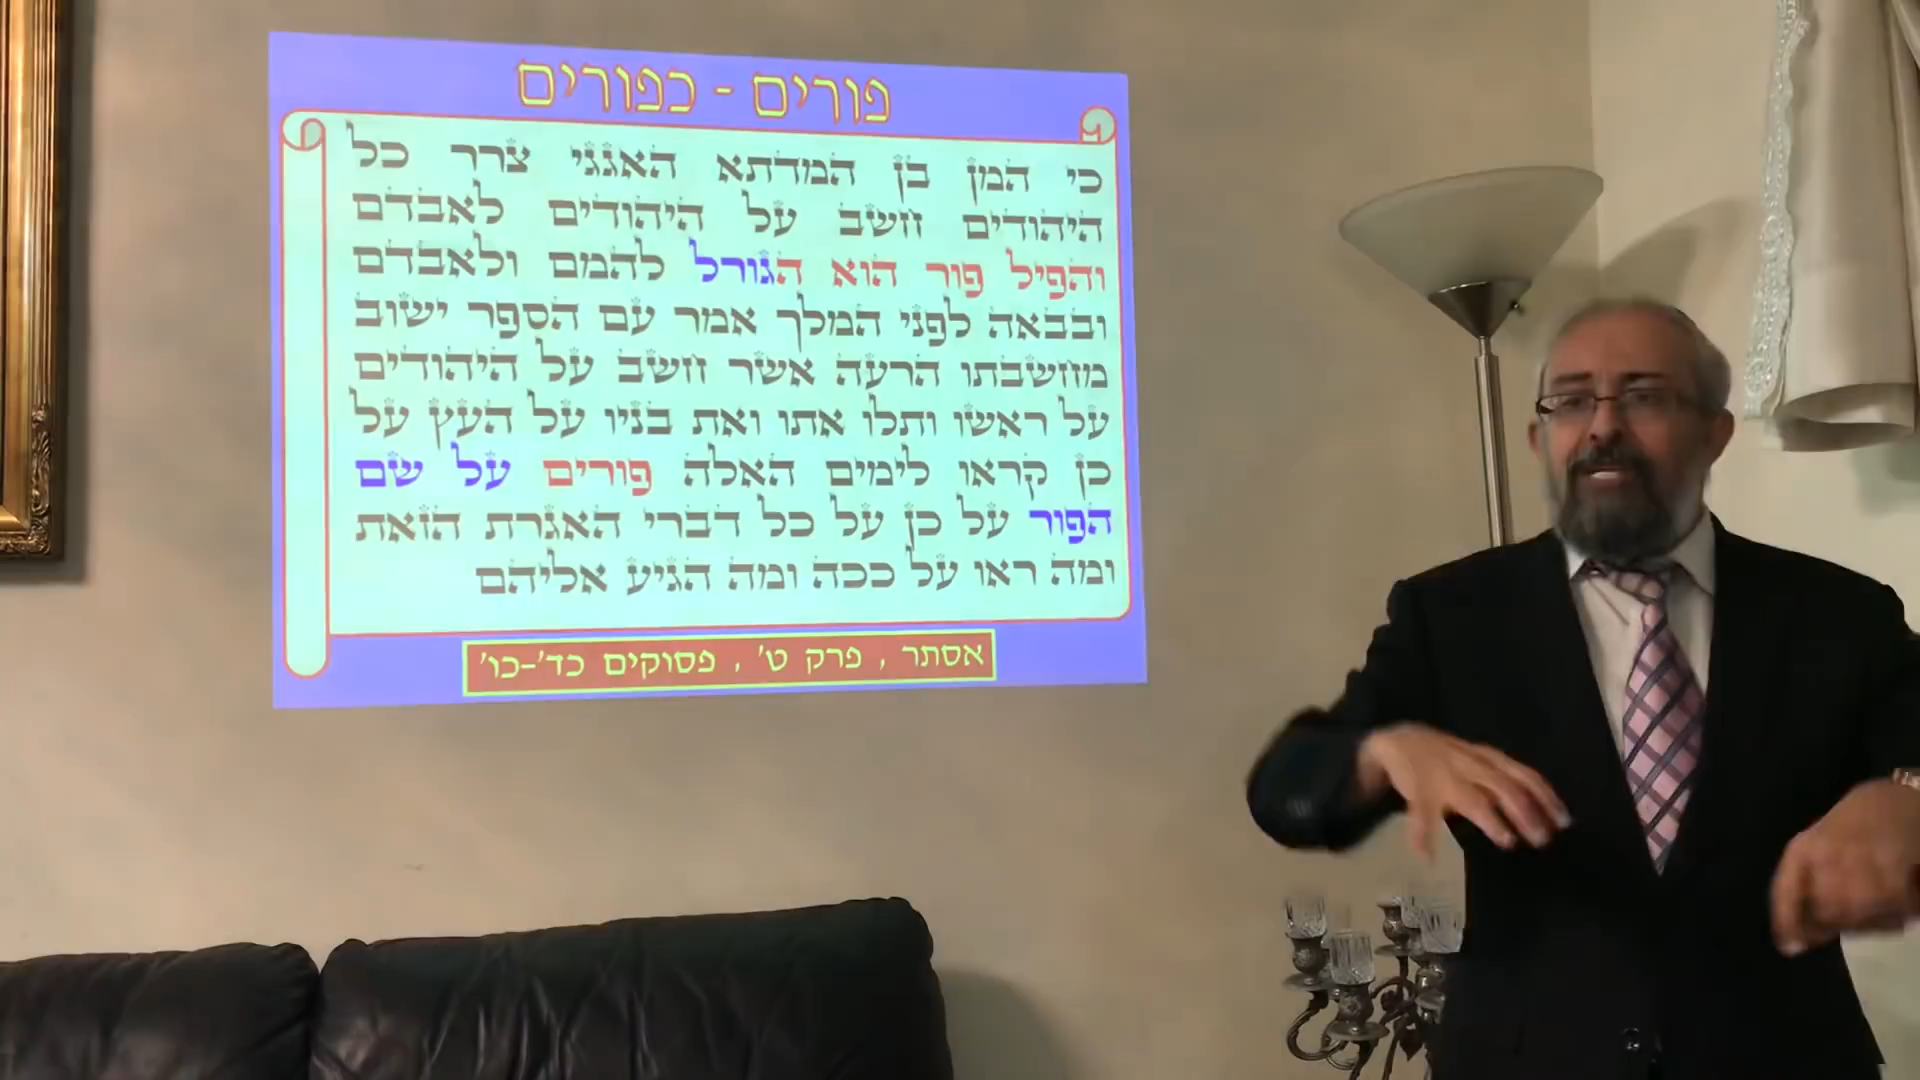 פורים - כפורים
כי המן בן המדתא האגגי צרר כל
היהודים חשב על היהודים לאבדם
והפיל פור הוא הגורל להמם ולאבדם
ובבאה לפני המלך אמר עם הספר ישוב
מחשבתו הרעה אשר חשב על היהודים
על ראשו ותלו אתו ואת בניו על העץ על
כן קראו לימים האלה פורים על שם
הפור על כן על כל דברי האגרת הזאת
ומה ראו על ככה ומה הגיע אליהם
אסתר , פרק ט' , פסוקים כד'-כו'